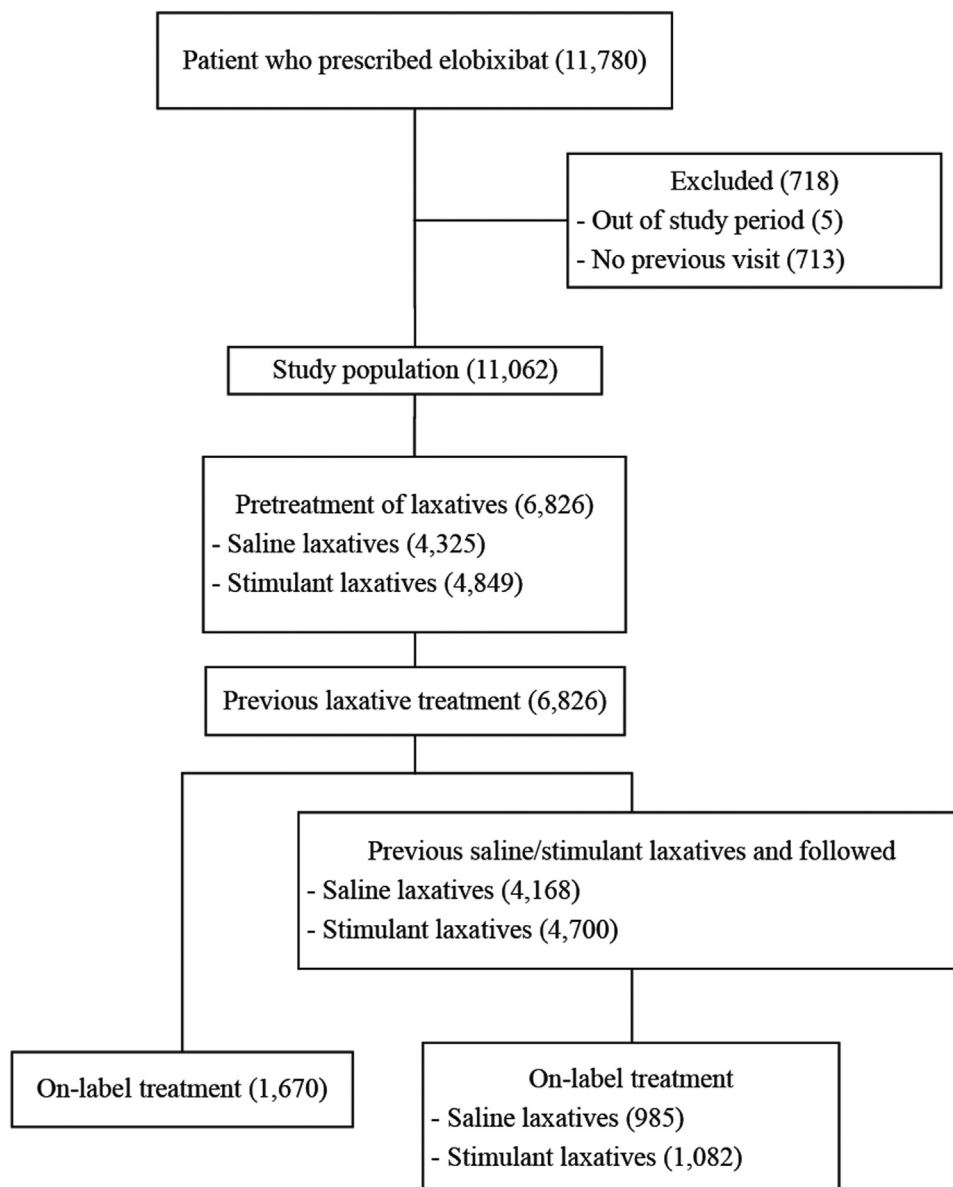 Patient who prescribed elobixibat (11,780)
Excluded (718)
- Out of study period (5)
- No previous visit (713)
Study population (11,062)
Pretreatment of laxatives (6,826)
- Saline laxatives (4,325)
- Stimulant laxatives (4,849)
Previous laxative treatment (6,826)
Previous saline/stimulant laxatives and followed
- Saline laxatives (4,168)
- Stimulant laxatives (4,700)
On-label treatment (1,670)
On-label treatment
- Saline laxatives (985)
- Stimulant laxatives (1,082)